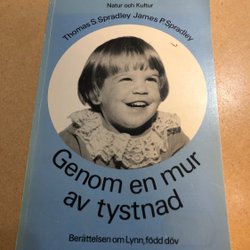 Natur och Kultur
Thomas S. Spradley James P. Spradley
Genom en mur
av tystnad
Berättelsen om Lynn, född döv